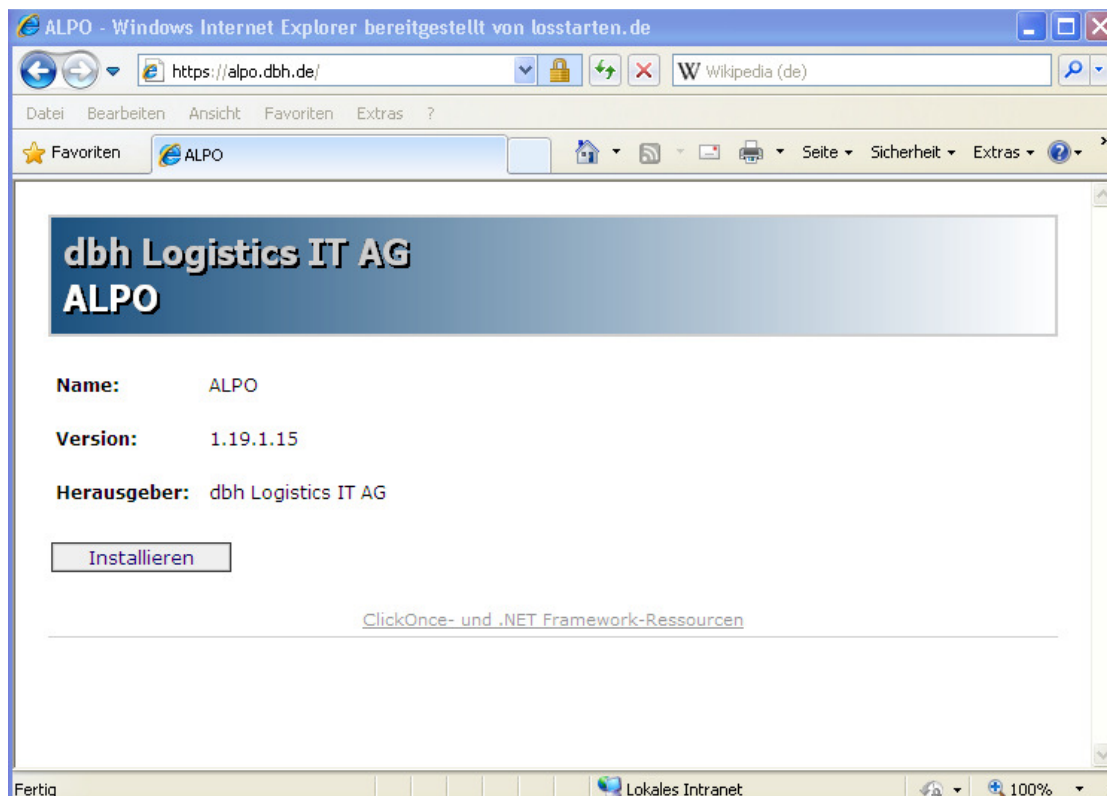 ALPO - Windows Internet Explorer bereitgestellt von losstarten.de
https://alpo.dbh.de/ W Wikipedia (de)
Datei Bearbeiten Ansicht Favoriten Extras ?
Favoriten ALPO Seite Sicherheit Extras
dbh Logistics IT AG
ALPO
Name: ALPO
Version: 1.19.1.15
Herausgeber: dbh Logistics IT AG
Installieren
ClickOnce- und .NET Framework-Ressourcen
Fertig Lokales Intranet 100%